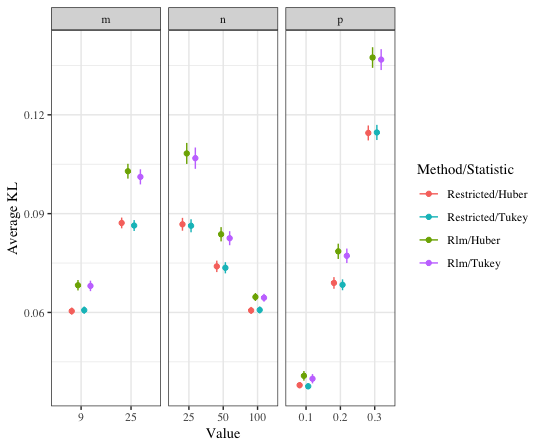 m n p
Average KL
0.12
0.09
0.06
9 25 25 50 100 0.1 0.2 0.3
Value
Method/Statistic
Restricted/Huber
Restricted/Tukey
Rlm/Huber
Rlm/Tukey